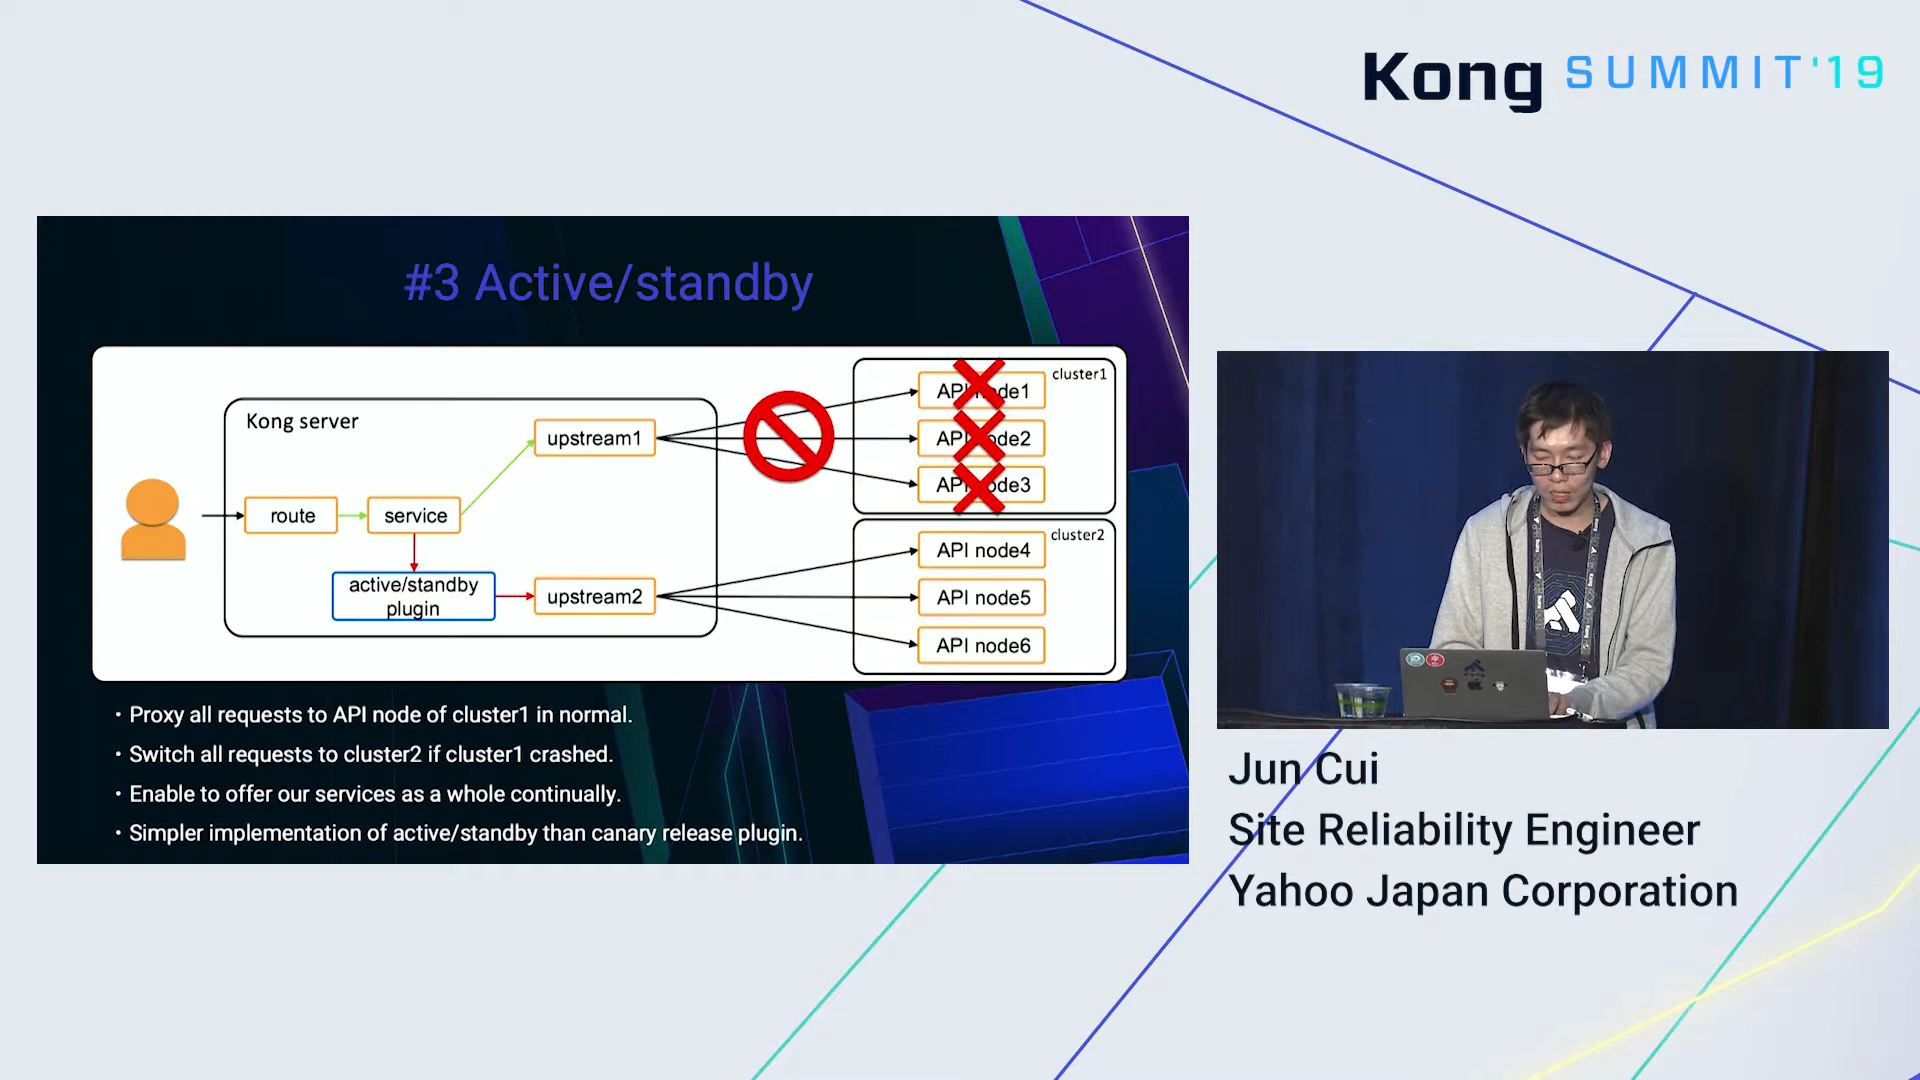 Kong SUMMIT'19
#3 Active/standby
Kong server
route
service
active/standby
plugin
upstream1
upstream2
cluster1
API node1
API node2
API node3
cluster2
API node4
API node5
API node6
・Proxy all requests to API node of cluster1 in normal.
・Switch all requests to cluster2 if cluster1 crashed.
・Enable to offer our services as a whole continually.
・Simpler implementation of active/standby than canary release plugin.
Jun Cui
Site Reliability Engineer
Yahoo Japan Corporation